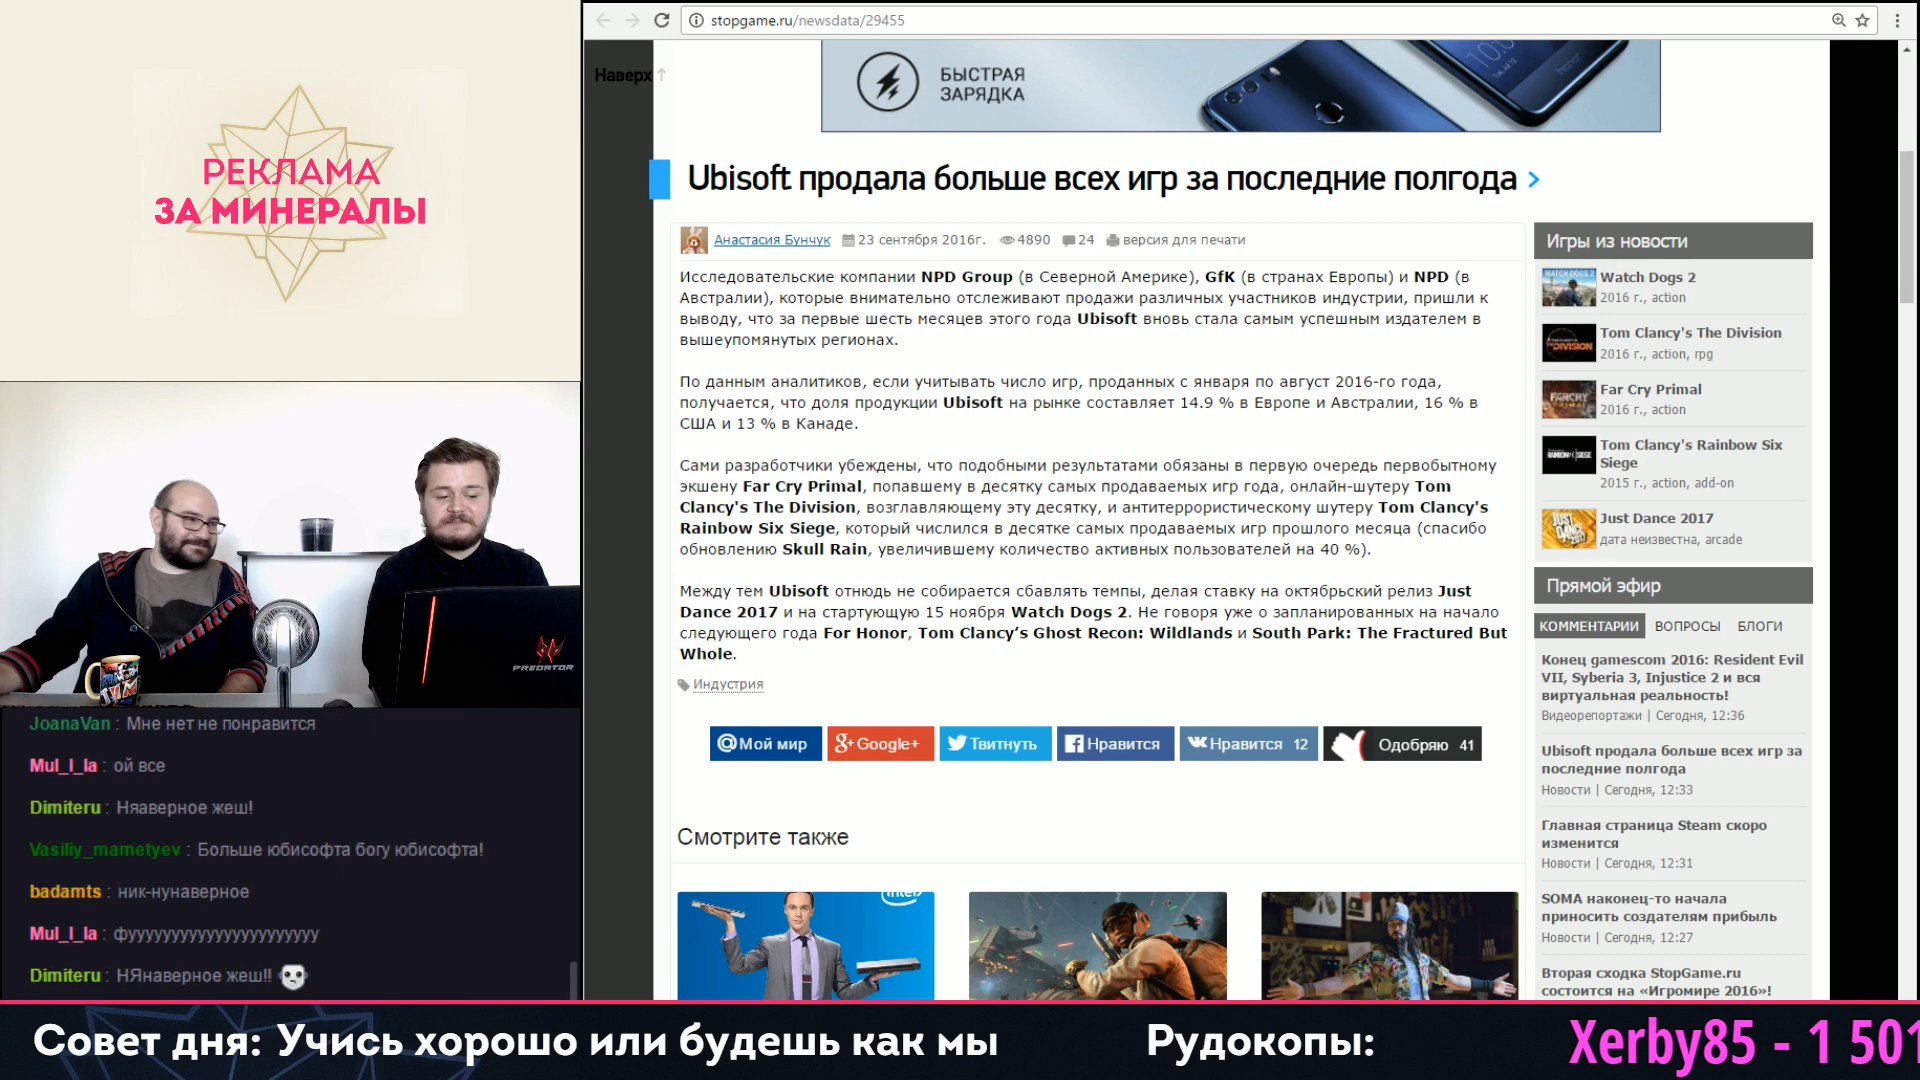 stopgame.ru/newsdata/29455
Наверх ↑
БЫСТРАЯ
ЗАРЯДКА
honor
РЕКЛАМА
ЗА МИНЕРАЛЫ
Ubisoft продала больше всех игр за последние полгода
Анастасия Бунчук 23 сентября 2016г. 4890 24 версия для печати
Исследовательские компании NPD Group (в Северной Америке), GfK (в странах Европы) и NPD (в
Австралии), которые внимательно отслеживают продажи различных участников индустрии, пришли к
выводу, что за первые шесть месяцев этого года Ubisoft вновь стала самым успешным издателем в
вышеупомянутых регионах.
По данным аналитиков, если учитывать число игр, проданных с января по август 2016-го года,
получается, что доля продукции Ubisoft на рынке составляет 14.9 % в Европе и Австралии, 16 % в
США и 13 % в Канаде.
Сами разработчики убеждены, что подобными результатами обязаны в первую очередь первобытному
экшену Far Cry Primal, попавшему в десятку самых продаваемых игр года, онлайн-шутеру Tom
Clancy's The Division, возглавляющему эту десятку, и антитеррористическому шутеру Tom Clancy's
Rainbow Six Siege, который числился в десятке самых продаваемых игр прошлого месяца (спасибо
обновлению Skull Rain, увеличившему количество активных пользователей на 40 %).
Между тем Ubisoft отнюдь не собирается сбавлять темпы, делая ставку на октябрьский релиз Just
Dance 2017 и на стартующую 15 ноября Watch Dogs 2. Не говоря уже о запланированных на начало
следующего года For Honor, Tom Clancy’s Ghost Recon: Wildlands и South Park: The Fractured But
Whole.
Индустрия
Мой мир
Google+
Твитнуть
Нравится
Нравится 12
Одобряю 41
Смотрите также
intel
Игры из новости
Watch Dogs 2
2016 г., action
Tom Clancy's The Division
2016 г., action, rpg
Far Cry Primal
2016 г., action
Tom Clancy's Rainbow Six
Siege
2015 г., action, add-on
Just Dance 2017
дата неизвестна, arcade
Прямой эфир
КОММЕНТАРИИ ВОПРОСЫ БЛОГИ
Конец gamescom 2016: Resident Evil
VII, Syberia 3, Injustice 2 и вся
виртуальная реальность!
Видеорепортажи | Сегодня, 12:36
Ubisoft продала больше всех игр за
последние полгода
Новости | Сегодня, 12:33
Главная страница Steam скоро
изменится
Новости | Сегодня, 12:31
SOMA наконец-то начала
приносить создателям прибыль
Новости | Сегодня, 12:27
Вторая сходка StopGame.ru
состоится на «Игромире 2016»!
PREDATOR
JoanaVan : Мне нет не понравится
Mul_l_la : ой все
Dimiteru : Няаверное жеш!
Vasiliy_mametyev : Больше юбисофта богу юбисофта!
badamts : ник-нунаверное
Mul_l_la : фуууууууууууууууууууууу
Dimiteru : НЯнаверное жеш!!
Совет дня: Учись хорошо или будешь как мы
Рудокопы:
Xerby85 - 1 501